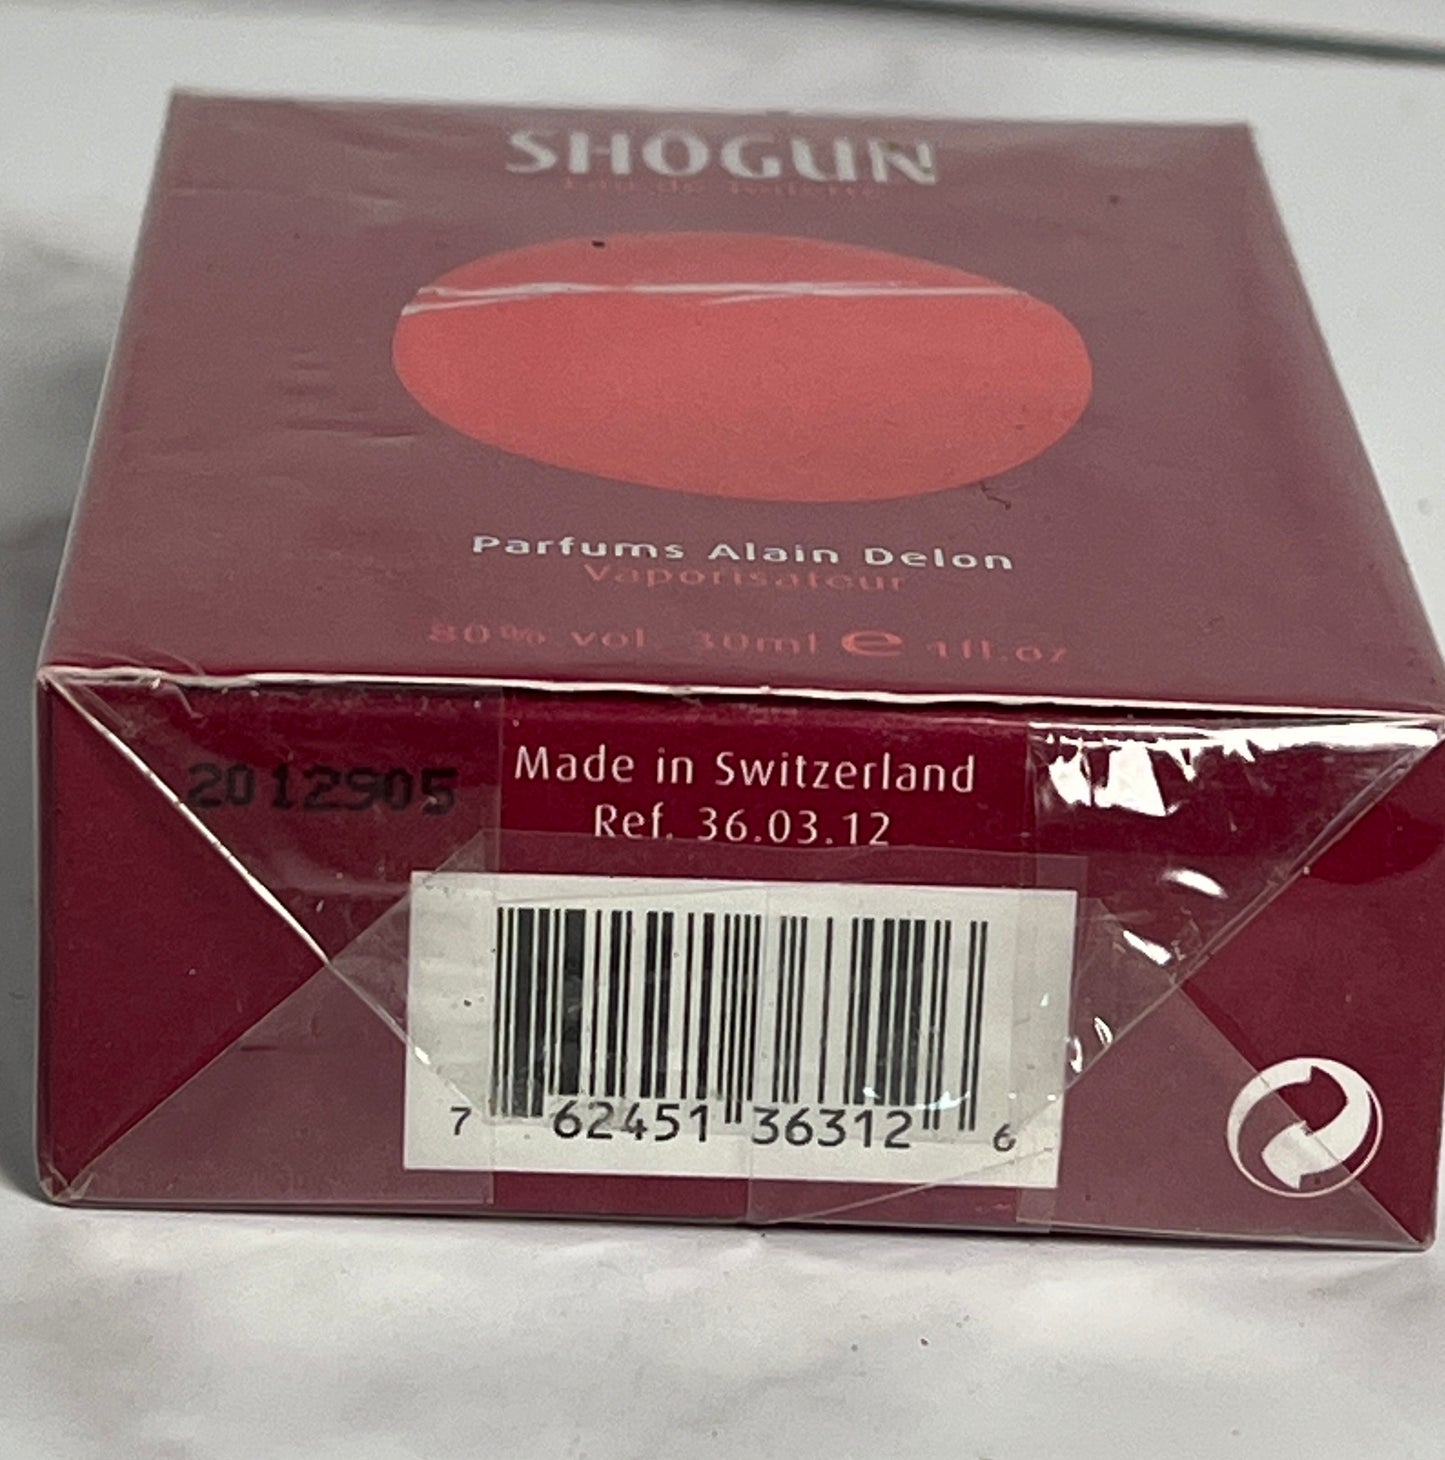 SHOGUN
Eau de Toilette
Parfums Alain Delon
Vaporisateur
80% vol 30ml e 1fl.oz
2012905
Made in Switzerland
Ref. 36.03.12
7 62451 36312 6